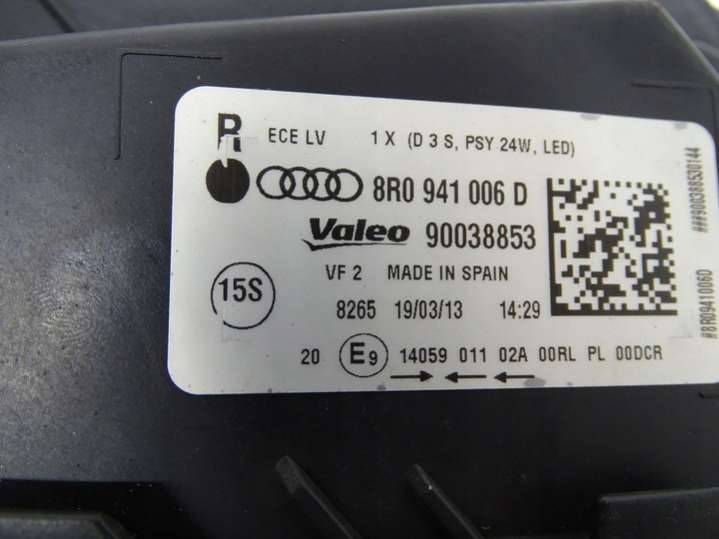 R ECE LV 1 X (D 3 S, PSY 24W, LED)
8R0 941 006 D
Valeo 90038853
15S
VF 2 MADE IN SPAIN
8265 19/03/13 14:29
20 E9 14059 011 02A 00RL PL 00DCR
###900388530144
#8R0941006D